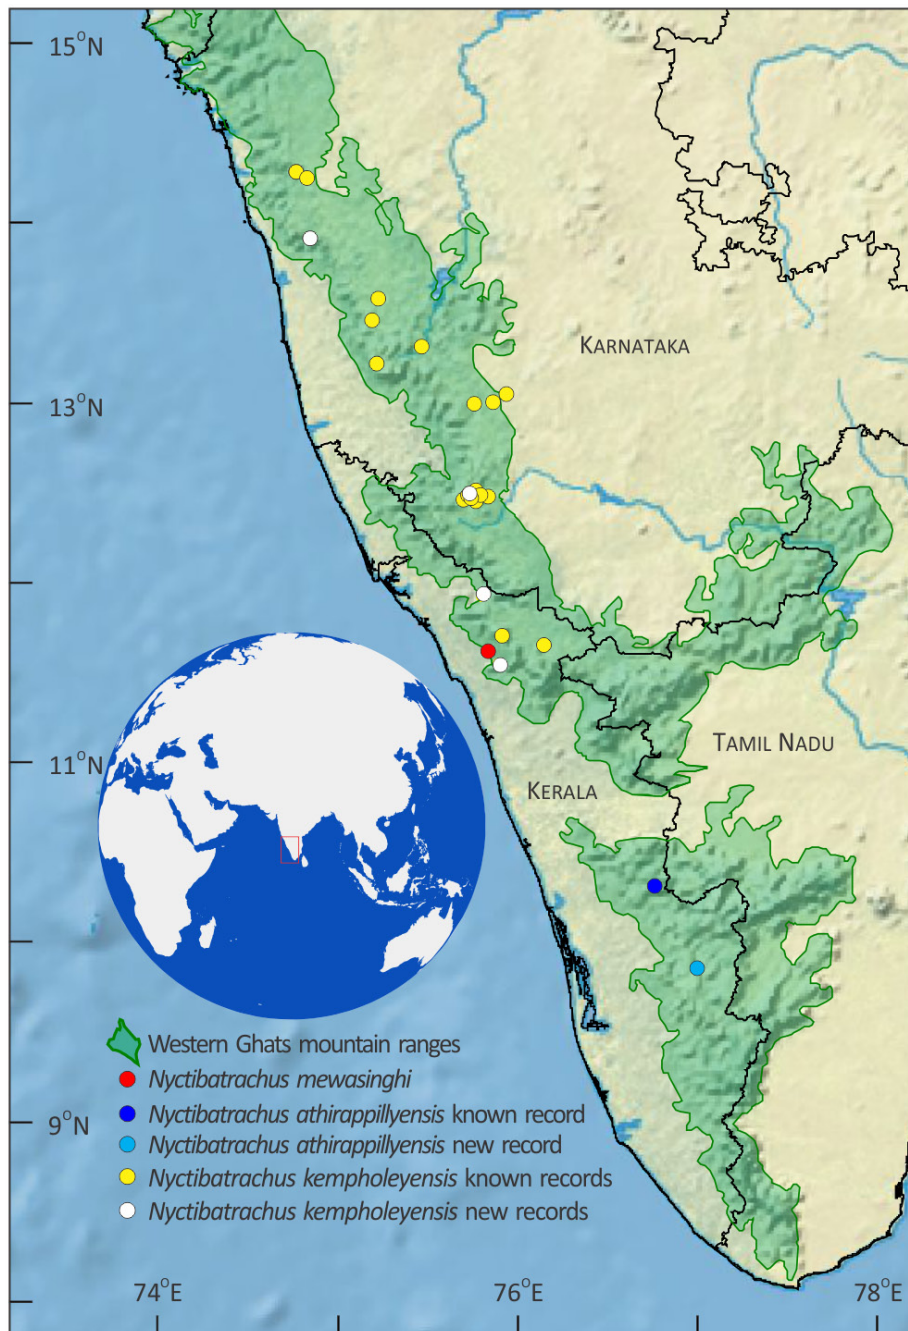 15°N
KARNATAKA
13°N
11°N
TAMIL NADU
KERALA
Western Ghats mountain ranges
Nyctibatrachus mewasinghi
Nyctibatrachus athirappillyensis known record
9°N
Nyctibatrachus athirappillyensis new record
Nyctibatrachus kempholeyensis known records
Nyctibatrachus kempholeyensis new records
74°E
76°E
78°E